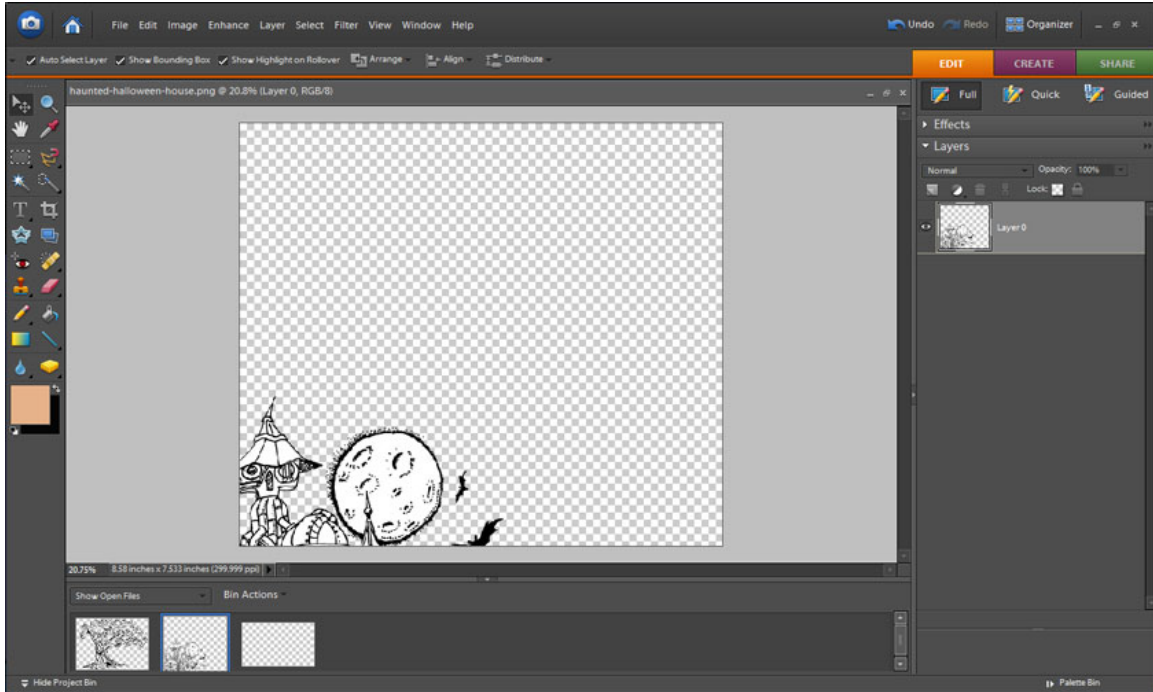 File Edit Image Enhance Layer Select Filter View Window Help
Undo Redo Organizer
Auto Select Layer Show Bounding Box Show Highlight on Rollover Arrange Align Distribute
EDIT CREATE SHARE
haunted-halloween-house.png @ 20.8% (Layer 0, RGB/8)
Full Quick Guided
Effects
Layers
Normal Opacity: 100%
Lock:
Layer 0
T
20.75% 8.58 inches x 7.533 inches (299.999 ppi)
Show Open Files Bin Actions
Hide Project Bin Palette Bin